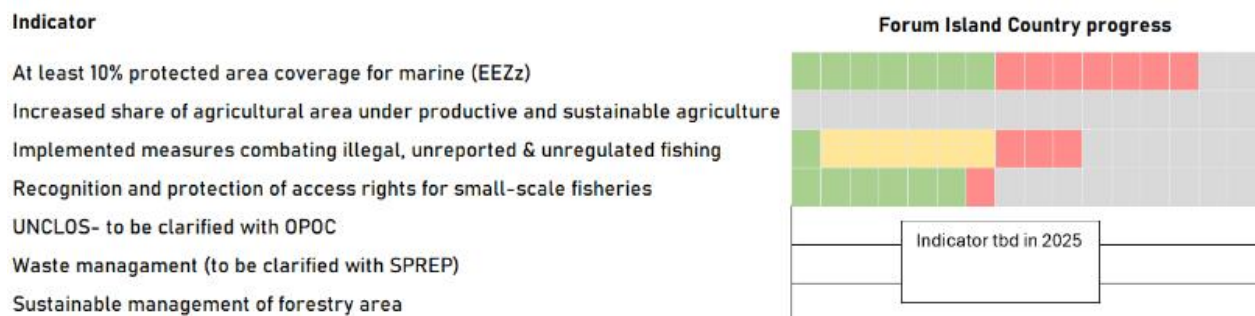 Indicator
Forum Island Country progress
At least 10% protected area coverage for marine (EEZz)
Increased share of agricultural area under productive and sustainable agriculture
Implemented measures combating illegal, unreported & unregulated fishing
Recognition and protection of access rights for small-scale fisheries
UNCLOS- to be clarified with OPOC
Indicator tbd in 2025
Waste managament (to be clarified with SPREP)
Sustainable management of forestry area